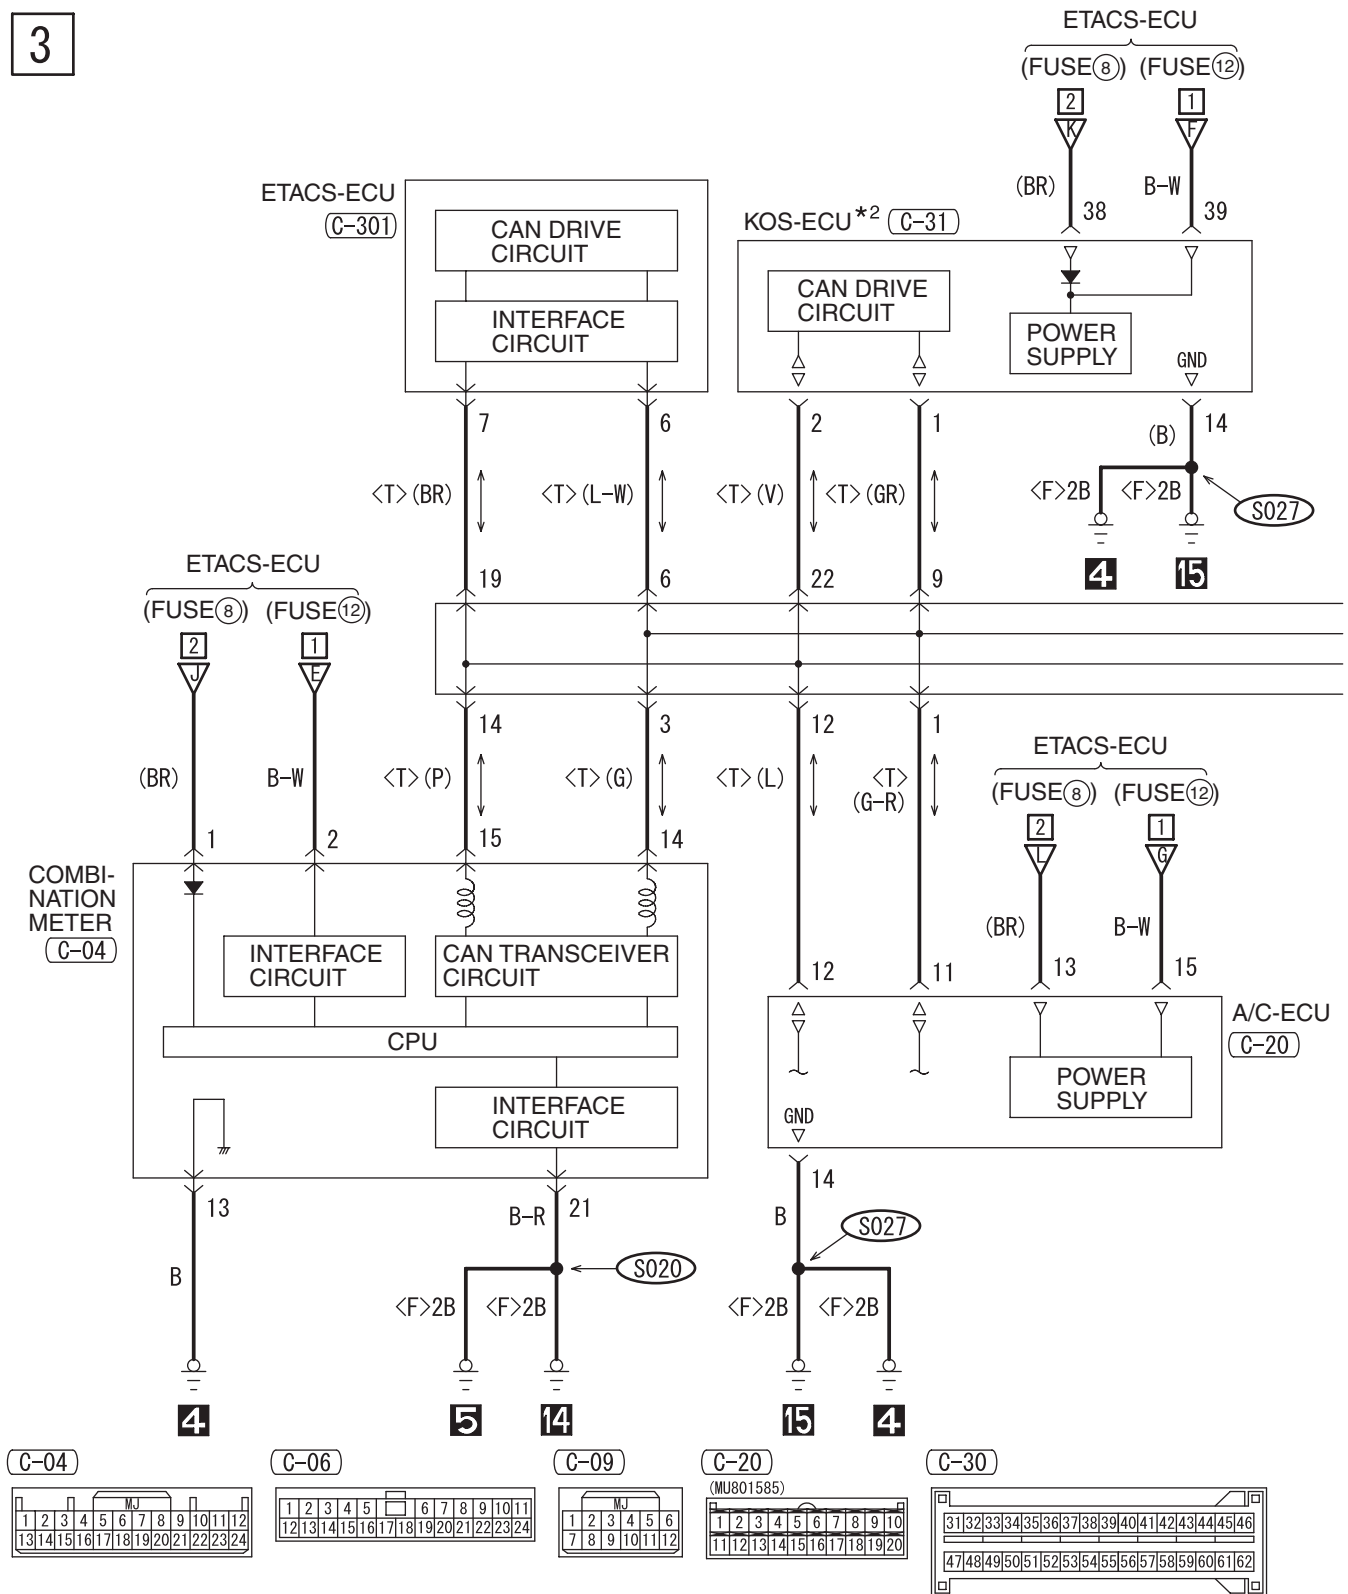 3
ETACS-ECU
(FUSE⑧) (FUSE⑫)
2 1
K F
(BR) B-W
38 39
ETACS-ECU
C-301
CAN DRIVE
CIRCUIT
INTERFACE
CIRCUIT
KOS-ECU*2 C-31
CAN DRIVE
CIRCUIT
POWER
SUPPLY
GND
7 6 2 1 14
(B)
<T>(BR) <T>(L-W) <T>(V) <T>(GR) <F>2B <F>2B
S027
4 15
19 6 22 9
ETACS-ECU
(FUSE⑧) (FUSE⑫)
2 1
J E
14 3 12 1
(BR) B-W <T>(P) <T>(G) <T>(L) <T>
(G-R)
1 2 15 14
ETACS-ECU
(FUSE⑧) (FUSE⑫)
2 1
L G
(BR) B-W
12 11 13 15
COMBI-
NATION
METER
C-04
INTERFACE
CIRCUIT
CAN TRANSCEIVER
CIRCUIT
CPU
INTERFACE
CIRCUIT
A/C-ECU
C-20
POWER
SUPPLY
GND
13 21 14
B B-R B
S020 S027
<F>2B <F>2B <F>2B <F>2B
4 5 14 15 4
C-04
MJ
1 2 3 4 5 6 7 8 9 10 11 12
13 14 15 16 17 18 19 20 21 22 23 24
C-06
1 2 3 4 5 6 7 8 9 10 11
12 13 14 15 16 17 18 19 20 21 22 23 24
C-09
MJ
1 2 3 4 5 6
7 8 9 10 11 12
C-20
(MU801585)
1 2 3 4 5 6 7 8 9 10
11 12 13 14 15 16 17 18 19 20
C-30
31 32 33 34 35 36 37 38 39 40 41 42 43 44 45 46
47 48 49 50 51 52 53 54 55 56 57 58 59 60 61 62